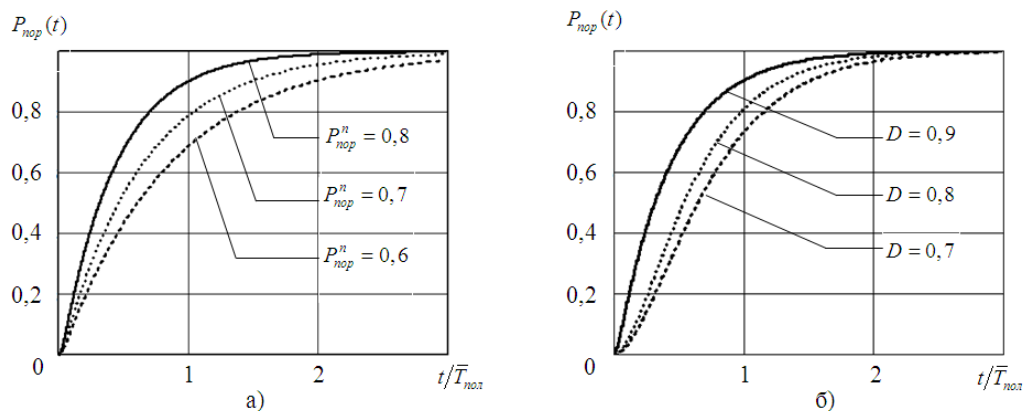 P_пор(t)
0,8
0,6
0,4
0,2
0
1
2
t/T̅_пол
P^п_пор = 0,8
P^п_пор = 0,7
P^п_пор = 0,6
а)
P_пор(t)
0,8
0,6
0,4
0,2
0
1
2
t/T̅_пол
D = 0,9
D = 0,8
D = 0,7
б)